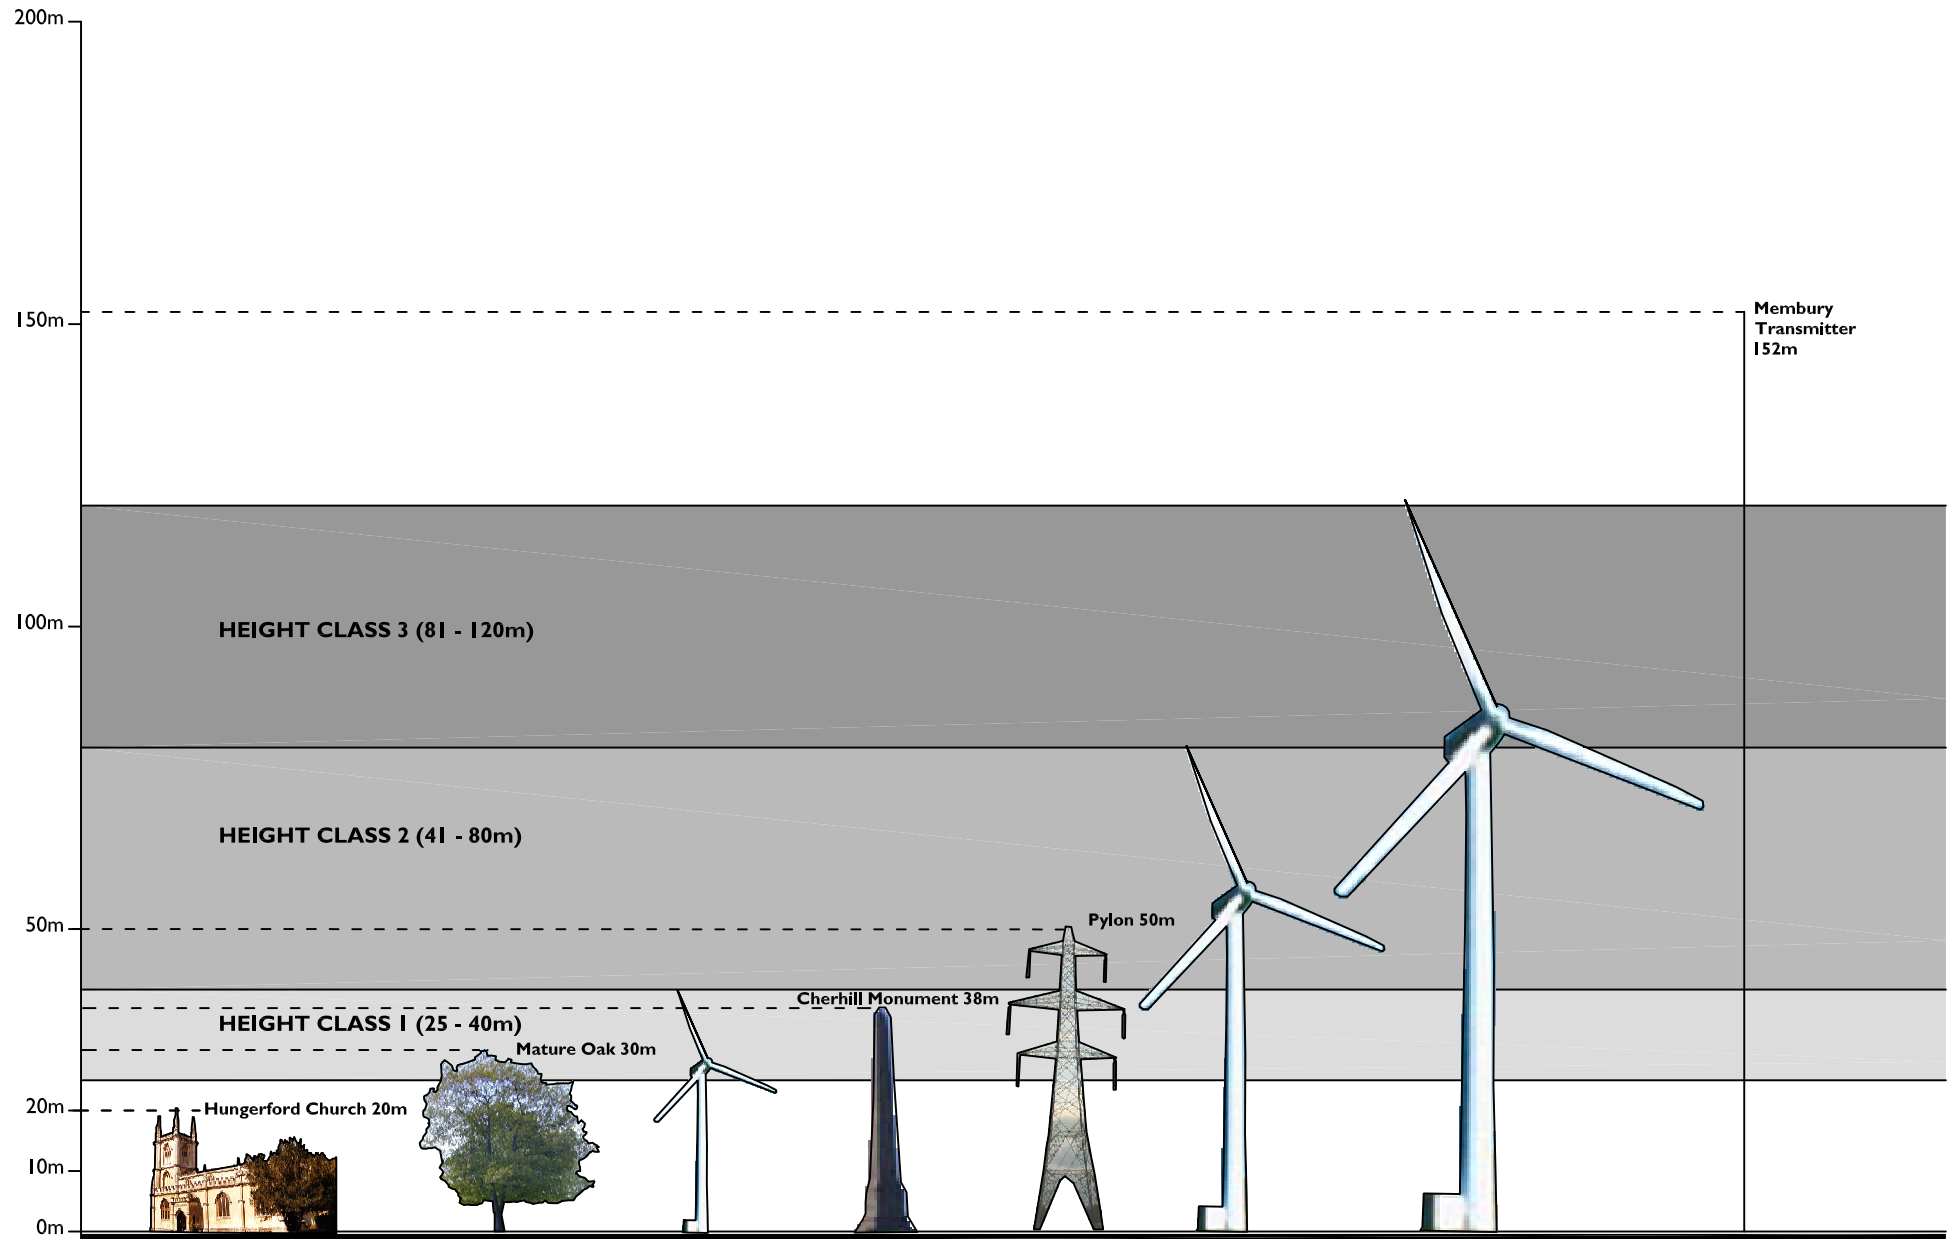 200m
150m
Membury
Transmitter
152m
HEIGHT CLASS 3 (81 - 120m)
100m
HEIGHT CLASS 2 (41 - 80m)
50m
Pylon 50m
Cherhill Monument 38m
HEIGHT CLASS 1 (25 - 40m)
Mature Oak 30m
20m
Hungerford Church 20m
10m
0m